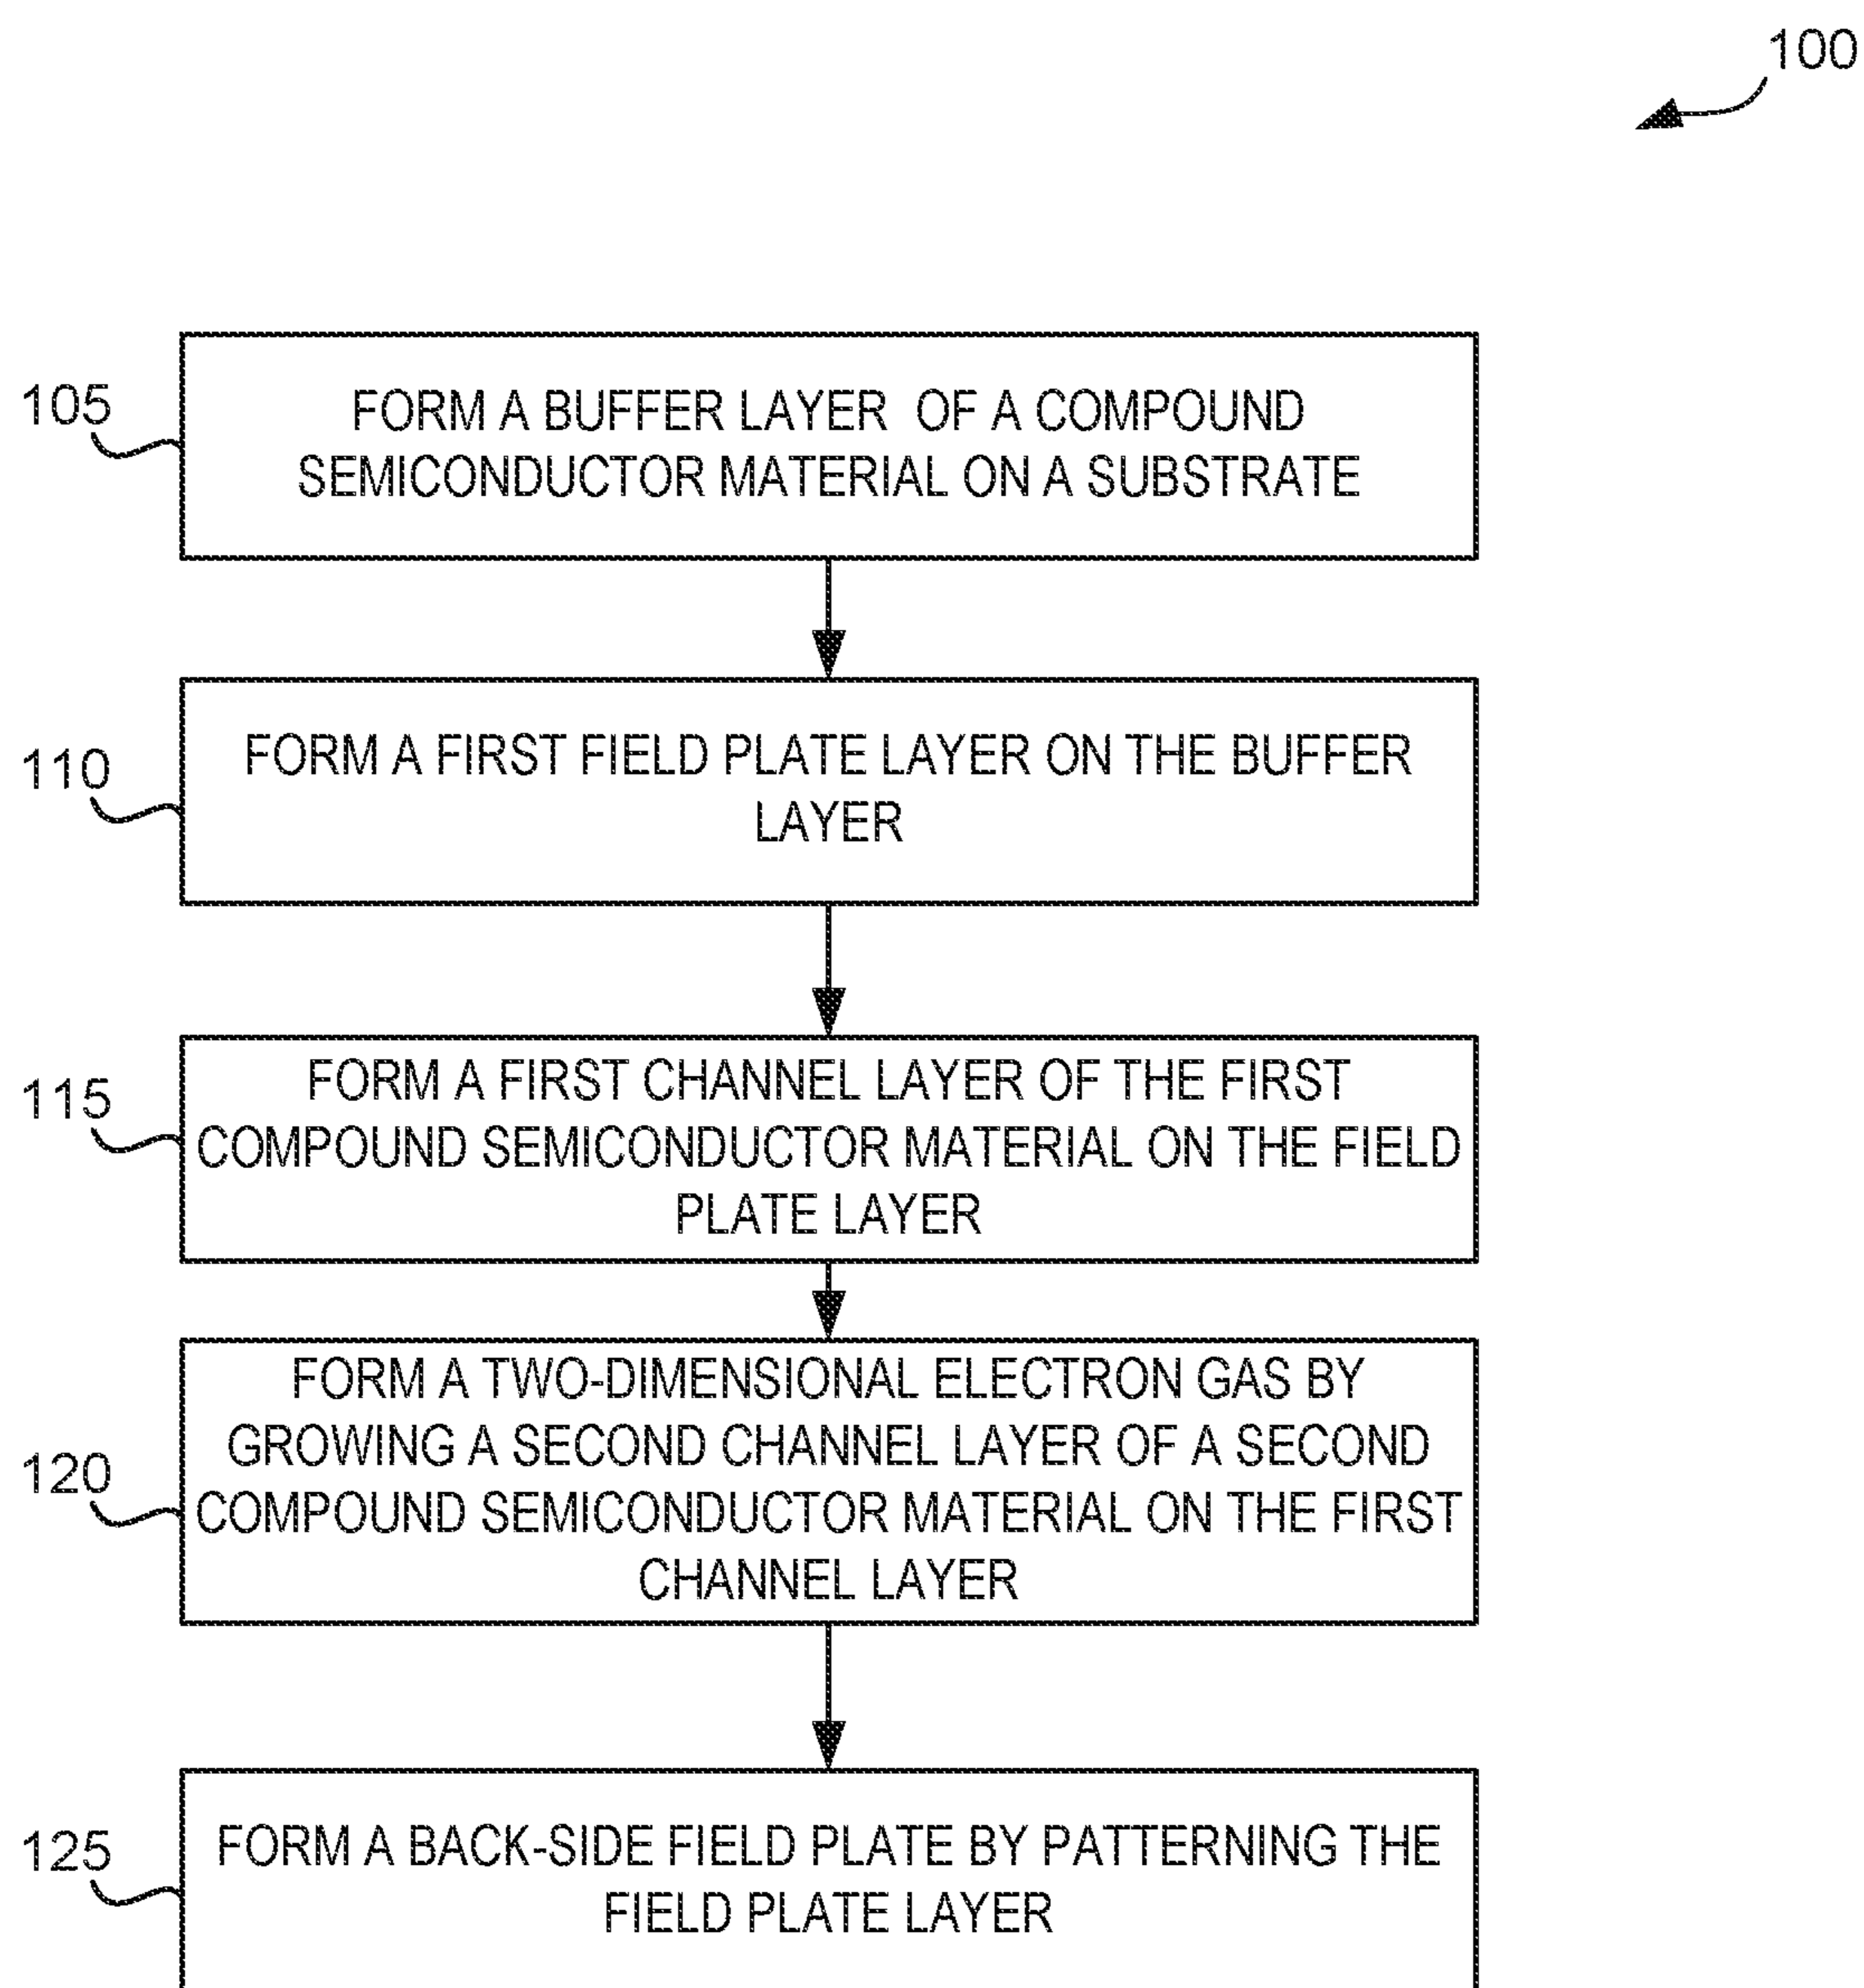 100
105
FORM A BUFFER LAYER OF A COMPOUND
SEMICONDUCTOR MATERIAL ON A SUBSTRATE
110
FORM A FIRST FIELD PLATE LAYER ON THE BUFFER
LAYER
115
FORM A FIRST CHANNEL LAYER OF THE FIRST
COMPOUND SEMICONDUCTOR MATERIAL ON THE FIELD
PLATE LAYER
120
FORM A TWO-DIMENSIONAL ELECTRON GAS BY
GROWING A SECOND CHANNEL LAYER OF A SECOND
COMPOUND SEMICONDUCTOR MATERIAL ON THE FIRST
CHANNEL LAYER
125
FORM A BACK-SIDE FIELD PLATE BY PATTERNING THE
FIELD PLATE LAYER